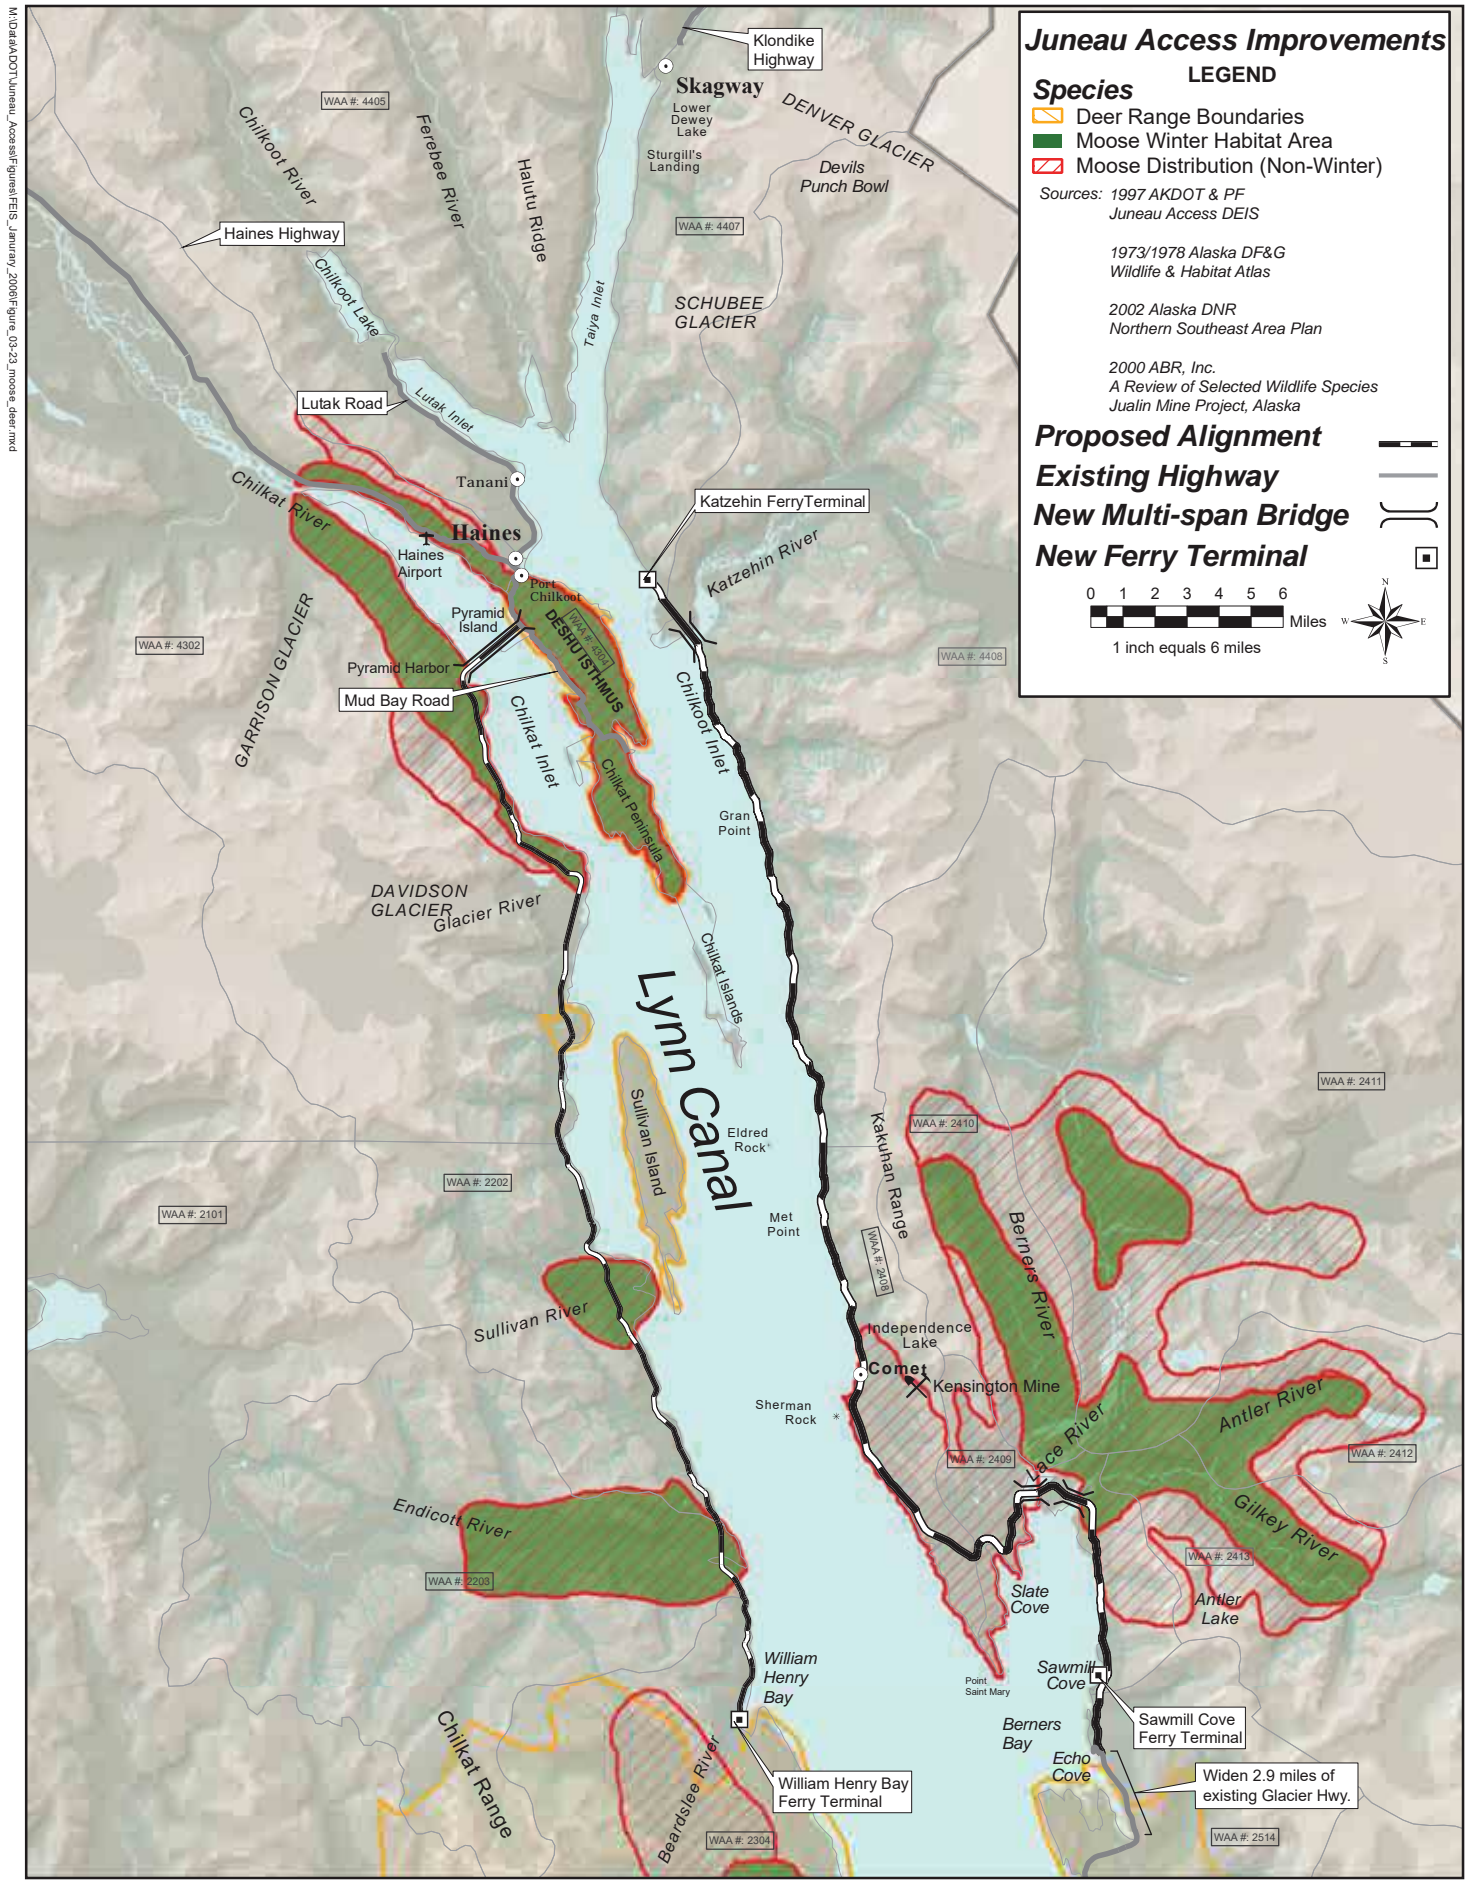 M:\Data\ADOT\Juneau_Access\Figures\FEIS_Janurary_2006\Figure_03-23_moose_deer.mxd
Juneau Access Improvements
LEGEND
Species
Deer Range Boundaries
Moose Winter Habitat Area
Moose Distribution (Non-Winter)
Sources: 1997 AKDOT & PF
Juneau Access DEIS
1973/1978 Alaska DF&G
Wildlife & Habitat Atlas
2002 Alaska DNR
Northern Southeast Area Plan
2000 ABR, Inc.
A Review of Selected Wildlife Species
Jualin Mine Project, Alaska
Proposed Alignment
Existing Highway
New Multi-span Bridge
New Ferry Terminal
0 1 2 3 4 5 6
Miles
1 inch equals 6 miles
N
W
E
S
Klondike
Highway
Skagway
Lower
Dewey
Lake
Sturgill's
Landing
DENVER GLACIER
Devils
Punch Bowl
WAA #: 4405
Chilkoot River
Ferebee River
Halutu Ridge
WAA #: 4407
Haines Highway
Chilkoot Lake
Taiya Inlet
SCHUBEE
GLACIER
Lutak Road
Lutak Inlet
Tanani
Chilkat River
Haines
Haines
Airport
Katzehin FerryTerminal
Katzehin River
Port
Chilkoot
Pyramid
Island
WAA #: 4304
DESHU ISTHMUS
WAA #: 4302
GARRISON GLACIER
Pyramid Harbor
Mud Bay Road
WAA #: 4408
Chilkat Inlet
Chilkoot Inlet
Chilkat Peninsula
Gran
Point
DAVIDSON
GLACIER
Glacier River
Chilkat Islands
Lynn Canal
Sullivan Island
Eldred
Rock
WAA #: 2411
WAA #: 2410
Kakuhan Range
WAA #: 2202
WAA #: 2101
Met
Point
Berners River
WAA #: 2408
Sullivan River
Independence
Lake
Comet
Kensington Mine
Sherman
Rock
Antler River
Lace River
WAA #: 2409
WAA #: 2412
Endicott River
Gilkey River
WAA #: 2413
WAA #: 2203
Slate
Cove
Antler
Lake
William
Henry
Bay
Point
Saint Mary
Sawmill
Cove
Sawmill Cove
Ferry Terminal
Berners
Bay
Echo
Cove
Chilkat Range
Beardslee River
William Henry Bay
Ferry Terminal
Widen 2.9 miles of
existing Glacier Hwy.
WAA #: 2304
WAA #: 2514